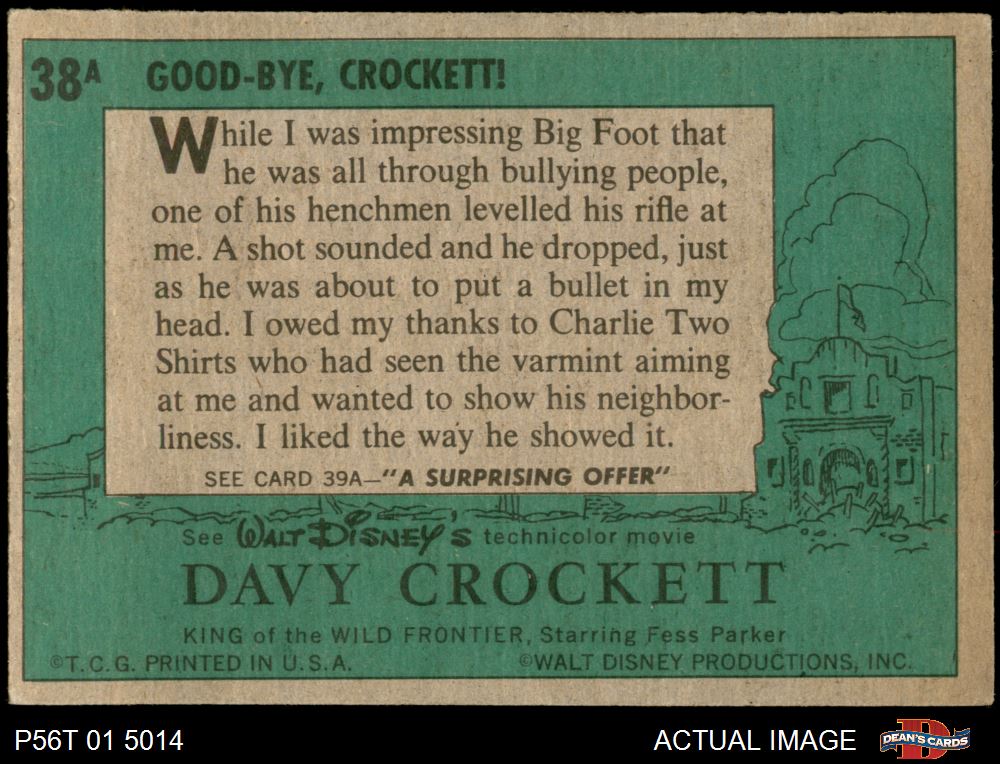 38A GOOD-BYE, CROCKETT!
While I was impressing Big Foot that
he was all through bullying people,
one of his henchmen levelled his rifle at
me. A shot sounded and he dropped, just
as he was about to put a bullet in my
head. I owed my thanks to Charlie Two
Shirts who had seen the varmint aiming
at me and wanted to show his neighbor-
liness. I liked the way he showed it.
SEE CARD 39A—"A SURPRISING OFFER"
See WALT DISNEY'S technicolor movie
DAVY CROCKETT
KING of the WILD FRONTIER, Starring Fess Parker
©T.C.G. PRINTED IN U.S.A. ©WALT DISNEY PRODUCTIONS, INC.
P56T 01 5014 ACTUAL IMAGE D DEAN'S CARDS